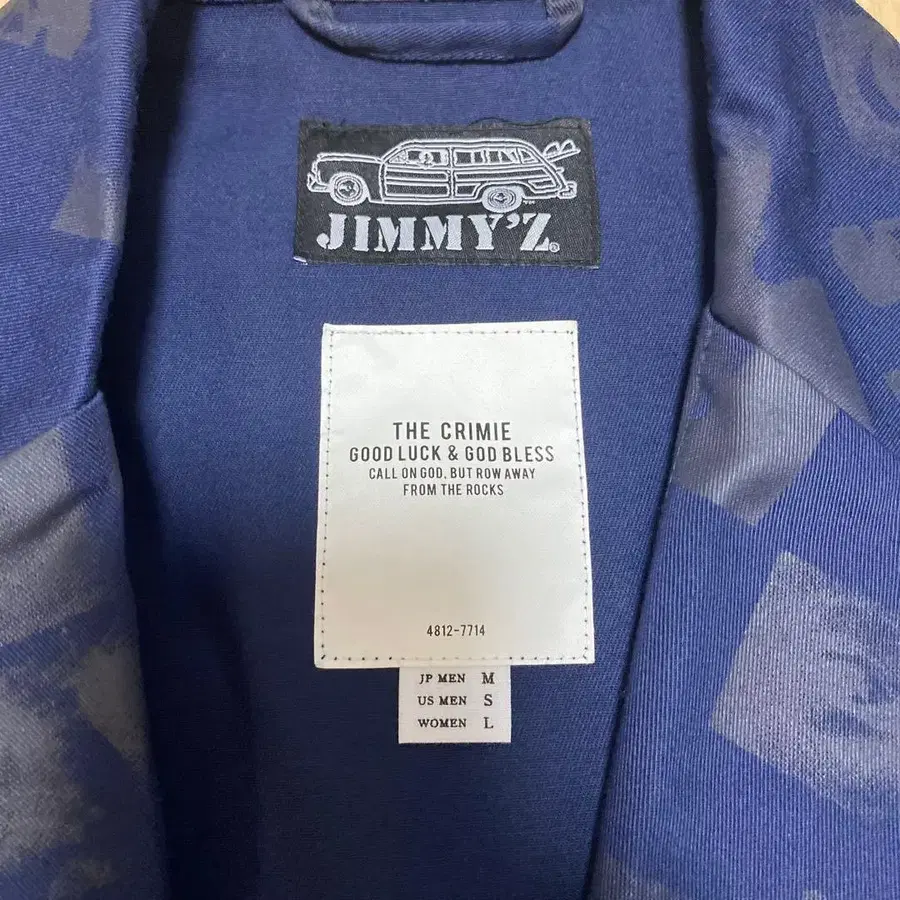 JIMMY'Z®
THE CRIMIE
GOOD LUCK & GOD BLESS
CALL ON GOD, BUT ROW AWAY
FROM THE ROCKS
4812-7714
JP MEN M
US MEN S
WOMEN L